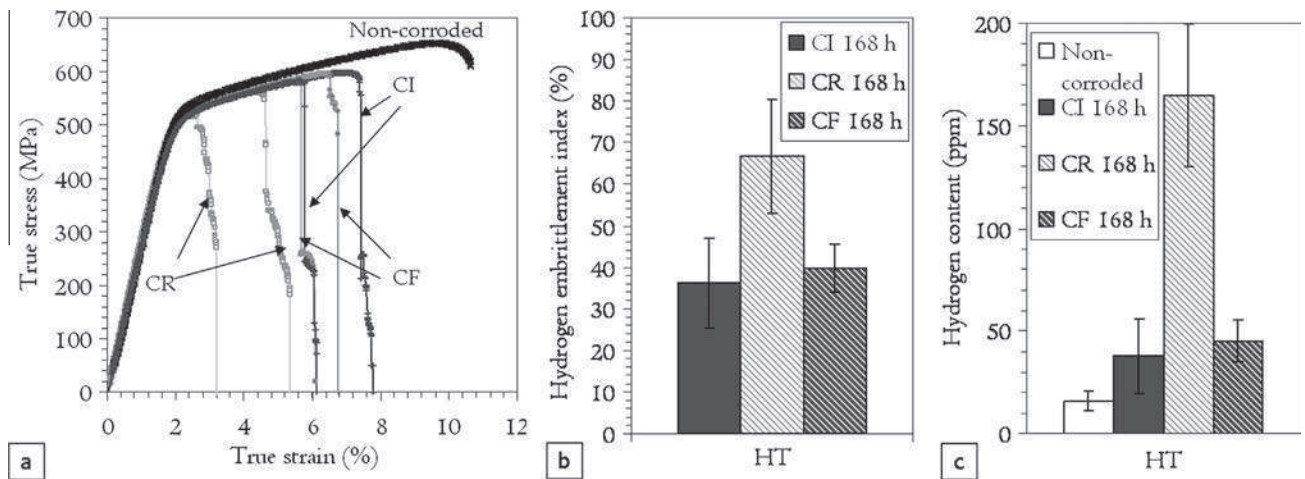 700
600
500
400
300
200
100
0
True stress (MPa)
0 2 4 6 8 10 12
True strain (%)
Non-corroded
CI
CR
CF
a
100
90
80
70
60
50
40
30
20
10
0
Hydrogen embrittlement index (%)
CI 168 h
CR 168 h
CF 168 h
HT
b
200
150
100
50
0
Hydrogen content (ppm)
Non-
corroded
CI 168 h
CR 168 h
CF 168 h
HT
c